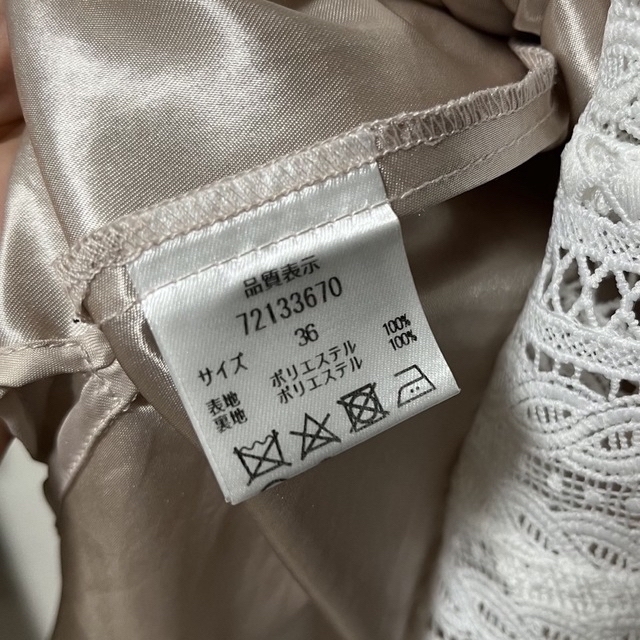 品質表示
72133670
サイズ 36
表地 ポリエステル 100%
裏地 ポリエステル 100%